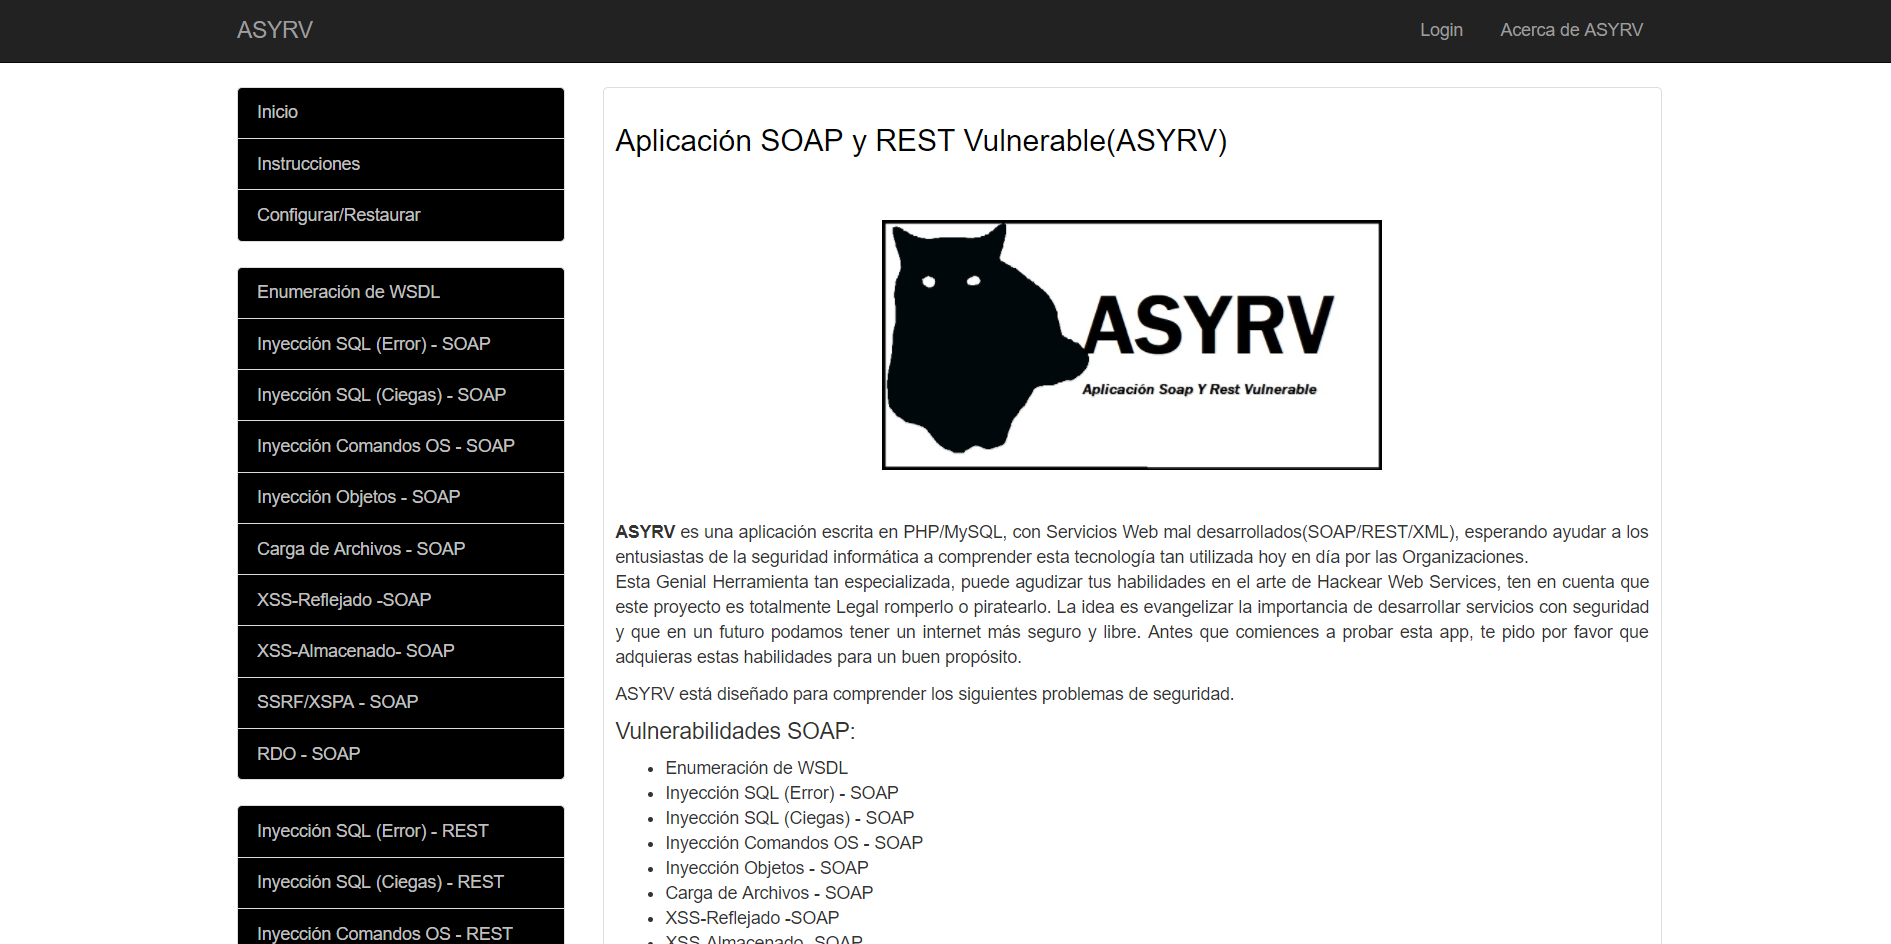 ASYRV
Login
Acerca de ASYRV
Inicio
Instrucciones
Configurar/Restaurar
Enumeración de WSDL
Inyección SQL (Error) - SOAP
Inyección SQL (Ciegas) - SOAP
Inyección Comandos OS - SOAP
Inyección Objetos - SOAP
Carga de Archivos - SOAP
XSS-Reflejado -SOAP
XSS-Almacenado- SOAP
SSRF/XSPA - SOAP
RDO - SOAP
Inyección SQL (Error) - REST
Inyección SQL (Ciegas) - REST
Inyección Comandos OS - REST
Aplicación SOAP y REST Vulnerable(ASYRV)
ASYRV
Aplicación Soap Y Rest Vulnerable
ASYRV es una aplicación escrita en PHP/MySQL, con Servicios Web mal desarrollados(SOAP/REST/XML), esperando ayudar a los
entusiastas de la seguridad informática a comprender esta tecnología tan utilizada hoy en día por las Organizaciones.
Esta Genial Herramienta tan especializada, puede agudizar tus habilidades en el arte de Hackear Web Services, ten en cuenta que
este proyecto es totalmente Legal romperlo o piratearlo. La idea es evangelizar la importancia de desarrollar servicios con seguridad
y que en un futuro podamos tener un internet más seguro y libre. Antes que comiences a probar esta app, te pido por favor que
adquieras estas habilidades para un buen propósito.
ASYRV está diseñado para comprender los siguientes problemas de seguridad.
Vulnerabilidades SOAP:
• Enumeración de WSDL
• Inyección SQL (Error) - SOAP
• Inyección SQL (Ciegas) - SOAP
• Inyección Comandos OS - SOAP
• Inyección Objetos - SOAP
• Carga de Archivos - SOAP
• XSS-Reflejado -SOAP
• XSS-Almacenado- SOAP